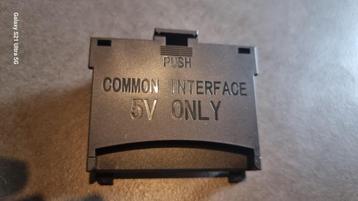 PUSH
COMMON INTERFACE
5V ONLY
Galaxy S21 Ultra 5G